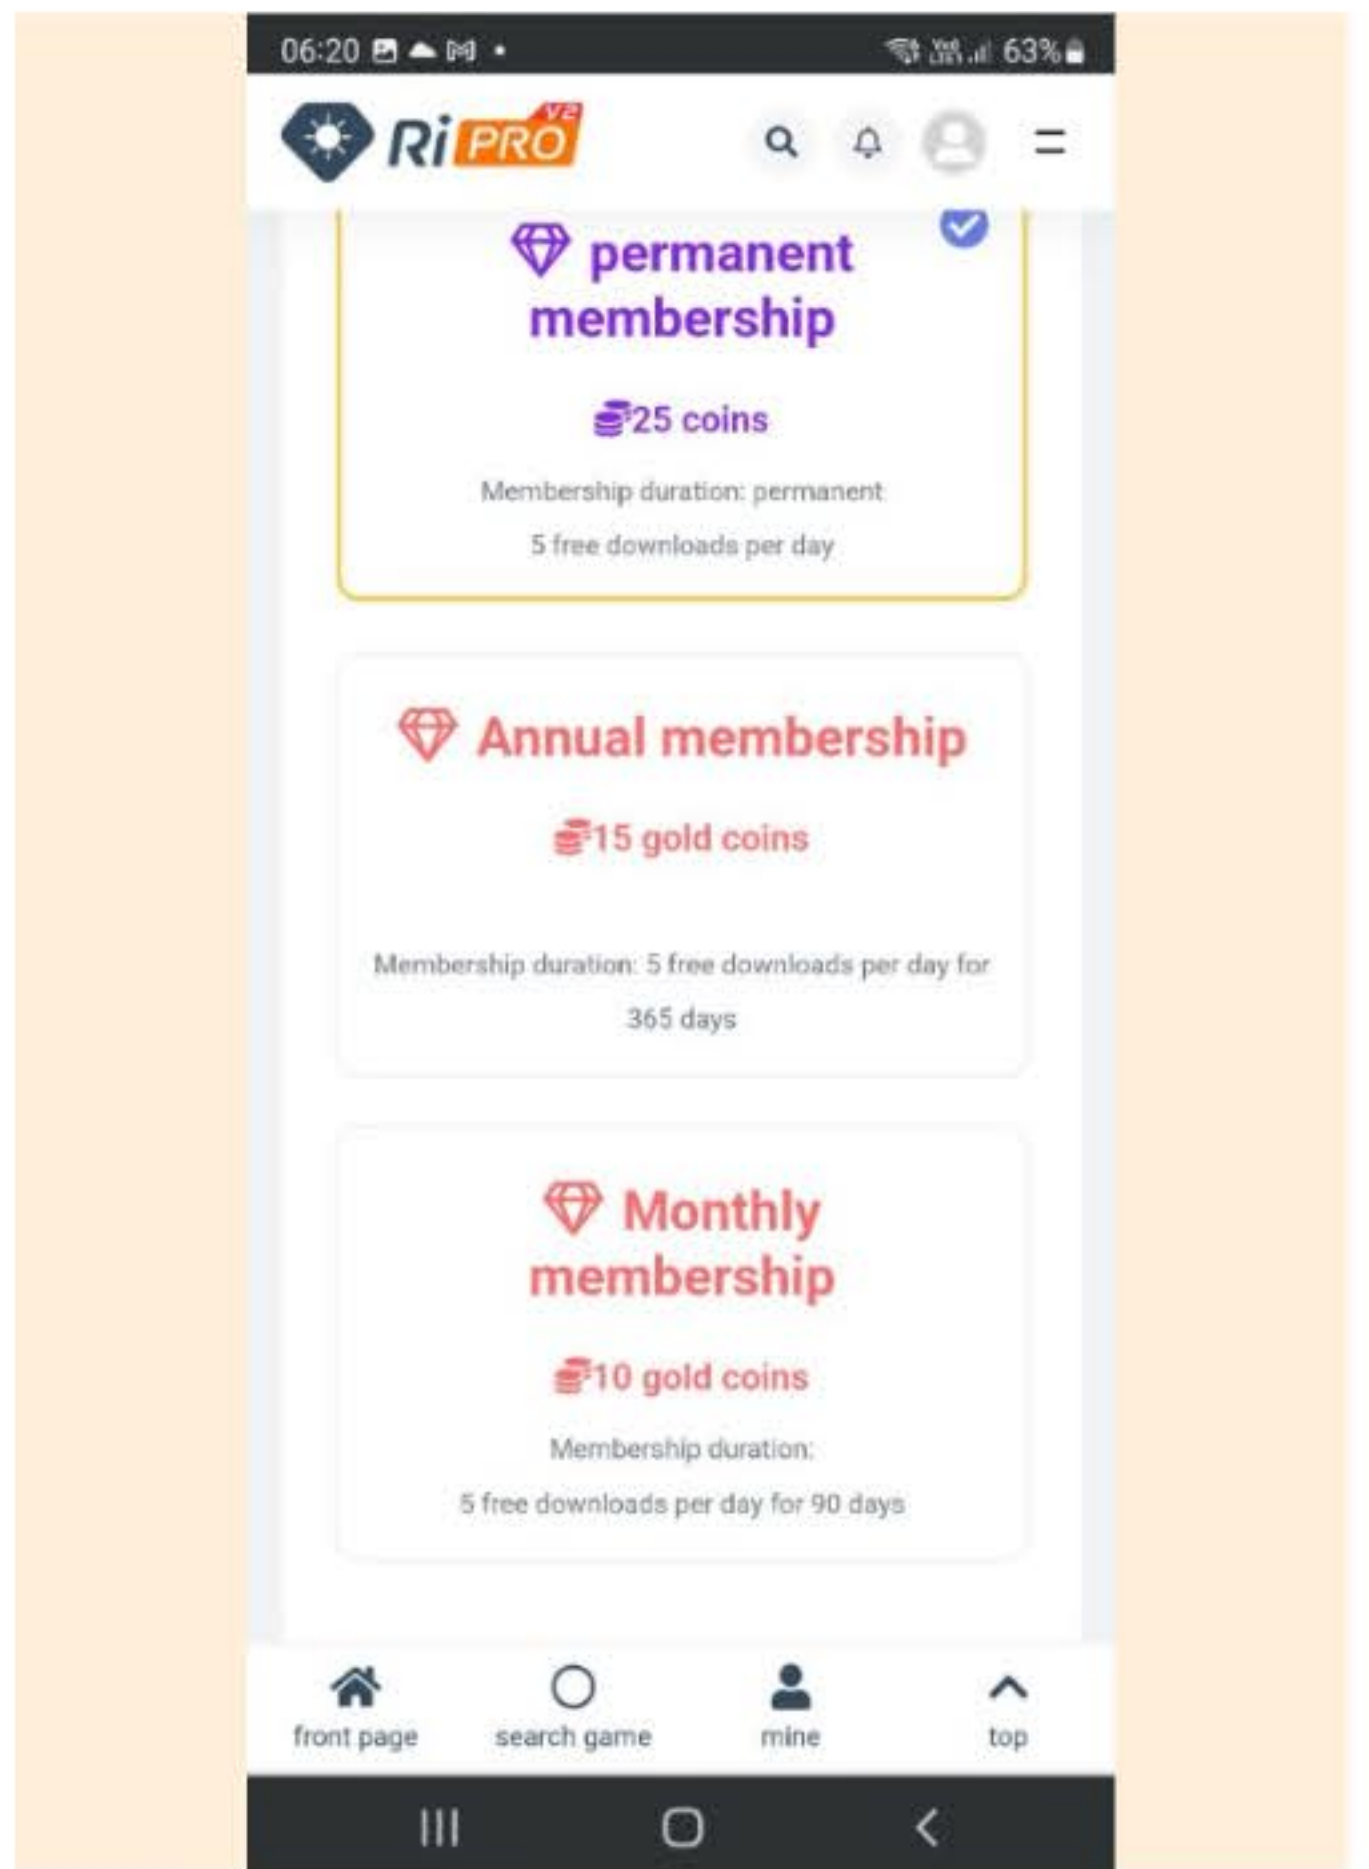 06:20
63%
Ri PRO V2
permanent
membership
25 coins
Membership duration: permanent
5 free downloads per day
Annual membership
15 gold coins
Membership duration: 5 free downloads per day for
365 days
Monthly
membership
10 gold coins
Membership duration:
5 free downloads per day for 90 days
front page
search game
mine
top